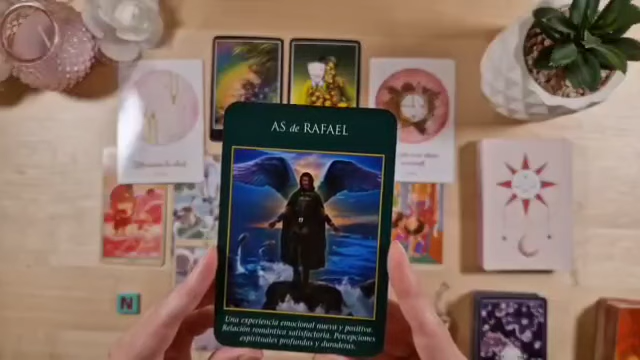 AS de RAFAEL
Una experiencia emocional nueva y positiva.
Relación romántica satisfactoria. Percepciones
espirituales profundas y duraderas.
N